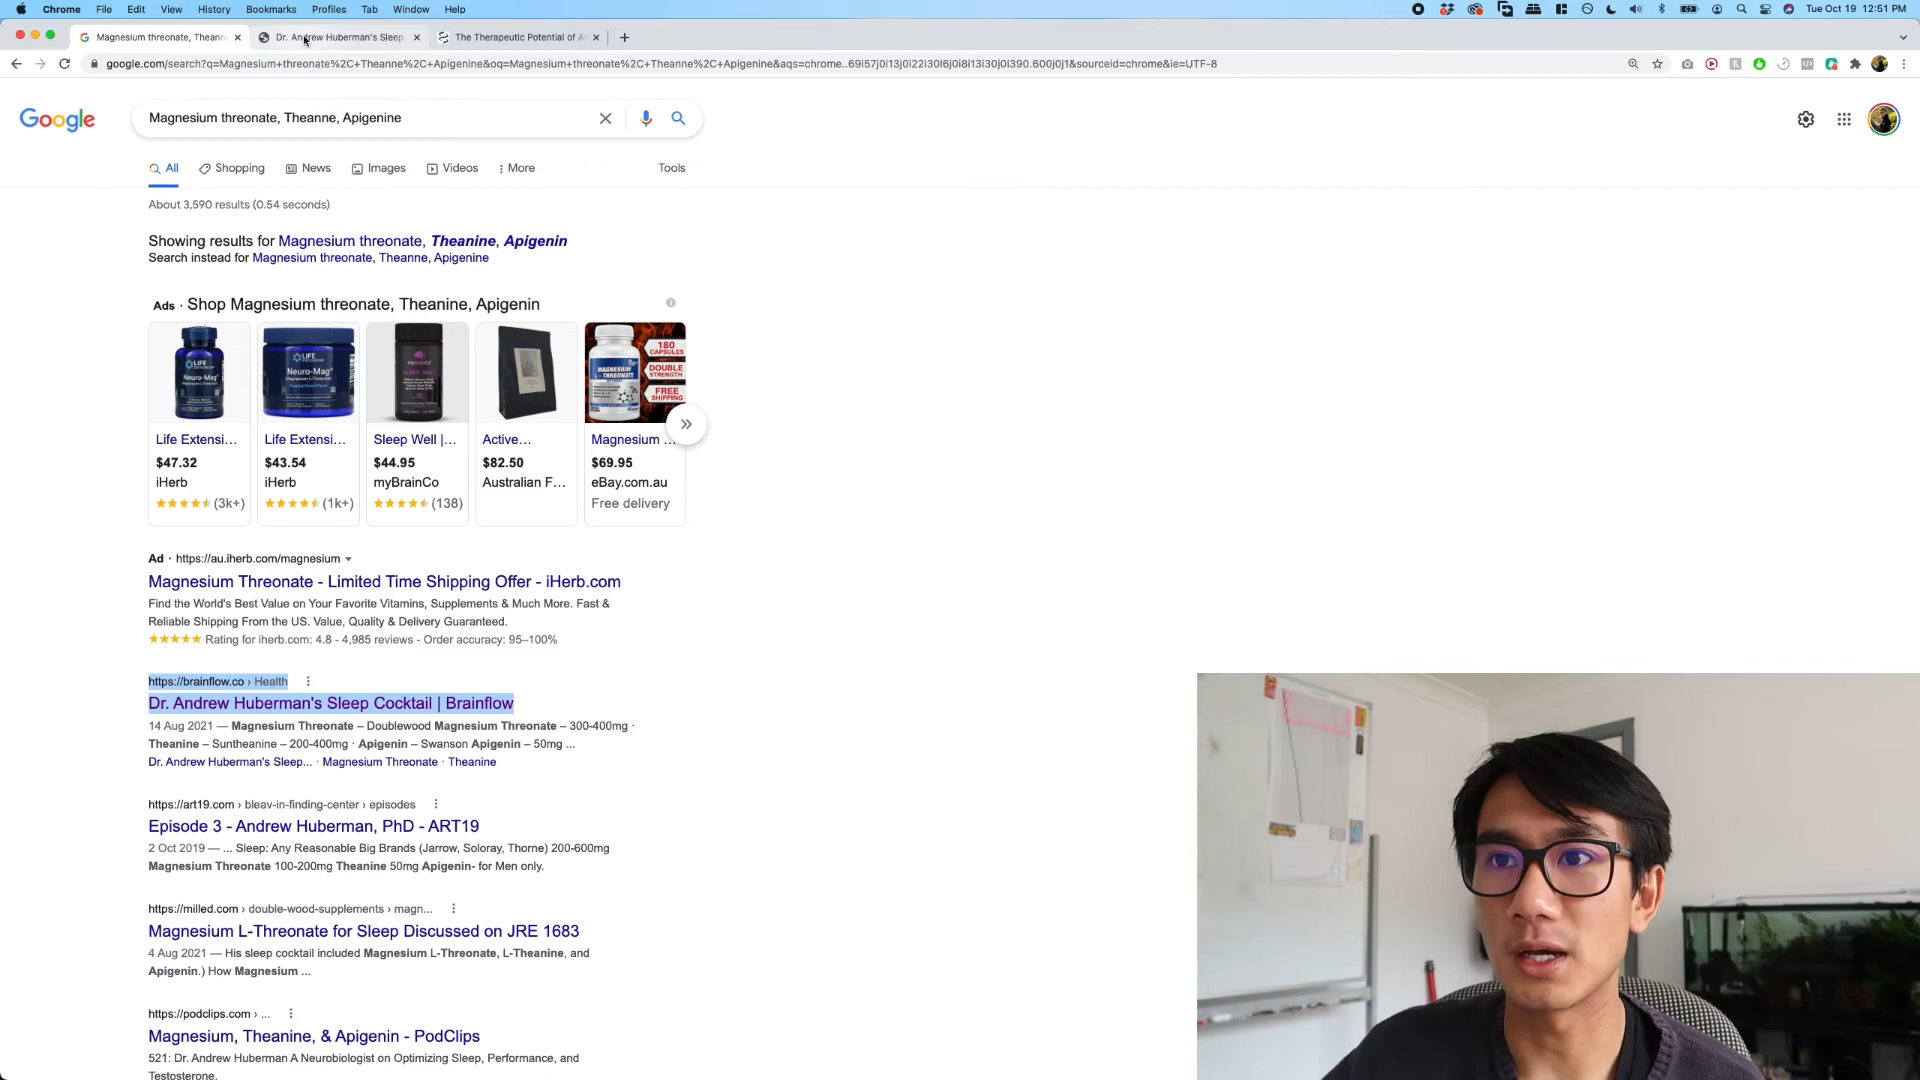 Chrome File Edit View History Bookmarks Profiles Tab Window Help
Tue Oct 19 12:51 PM
Magnesium threonate, Theann
Dr. Andrew Huberman's Sleep
The Therapeutic Potential of A
google.com/search?q=Magnesium+threonate%2C+Theanne%2C+Apigenine&oq=Magnesium+threonate%2C+Theanne%2C+Apigenine&aqs=chrome..69i57j0i13j0i22i30l6j0i8i13i30j0i390.600j0j1&sourceid=chrome&ie=UTF-8
Google
Magnesium threonate, Theanne, Apigenine
All Shopping News Images Videos More Tools
About 3,590 results (0.54 seconds)
Showing results for Magnesium threonate, Theanine, Apigenin
Search instead for Magnesium threonate, Theanne, Apigenine
Ads · Shop Magnesium threonate, Theanine, Apigenin
LIFE Neuro-Mag
LIFE Neuro-Mag
180 CAPSULES
DOUBLE STRENGTH
FREE SHIPPING
MAGNESIUM L-THREONATE
Life Extensi... Life Extensi... Sleep Well |... Active... Magnesium ...
$47.32 $43.54 $44.95 $82.50 $69.95
iHerb iHerb myBrainCo Australian F... eBay.com.au
(3k+) (1k+) (138) Free delivery
Ad · https://au.iherb.com/magnesium
Magnesium Threonate - Limited Time Shipping Offer - iHerb.com
Find the World's Best Value on Your Favorite Vitamins, Supplements & Much More. Fast &
Reliable Shipping From the US. Value, Quality & Delivery Guaranteed.
Rating for iherb.com: 4.8 - 4,985 reviews - Order accuracy: 95–100%
https://brainflow.co › Health
Dr. Andrew Huberman's Sleep Cocktail | Brainflow
14 Aug 2021 — Magnesium Threonate – Doublewood Magnesium Threonate – 300-400mg ·
Theanine – Suntheanine – 200-400mg · Apigenin – Swanson Apigenin – 50mg ...
Dr. Andrew Huberman's Sleep... · Magnesium Threonate · Theanine
https://art19.com › bleav-in-finding-center › episodes
Episode 3 - Andrew Huberman, PhD - ART19
2 Oct 2019 — ... Sleep: Any Reasonable Big Brands (Jarrow, Soloray, Thorne) 200-600mg
Magnesium Threonate 100-200mg Theanine 50mg Apigenin- for Men only.
https://milled.com › double-wood-supplements › magn...
Magnesium L-Threonate for Sleep Discussed on JRE 1683
4 Aug 2021 — His sleep cocktail included Magnesium L-Threonate, L-Theanine, and
Apigenin.) How Magnesium ...
https://podclips.com › ...
Magnesium, Theanine, & Apigenin - PodClips
521: Dr. Andrew Huberman A Neurobiologist on Optimizing Sleep, Performance, and
Testosterone.